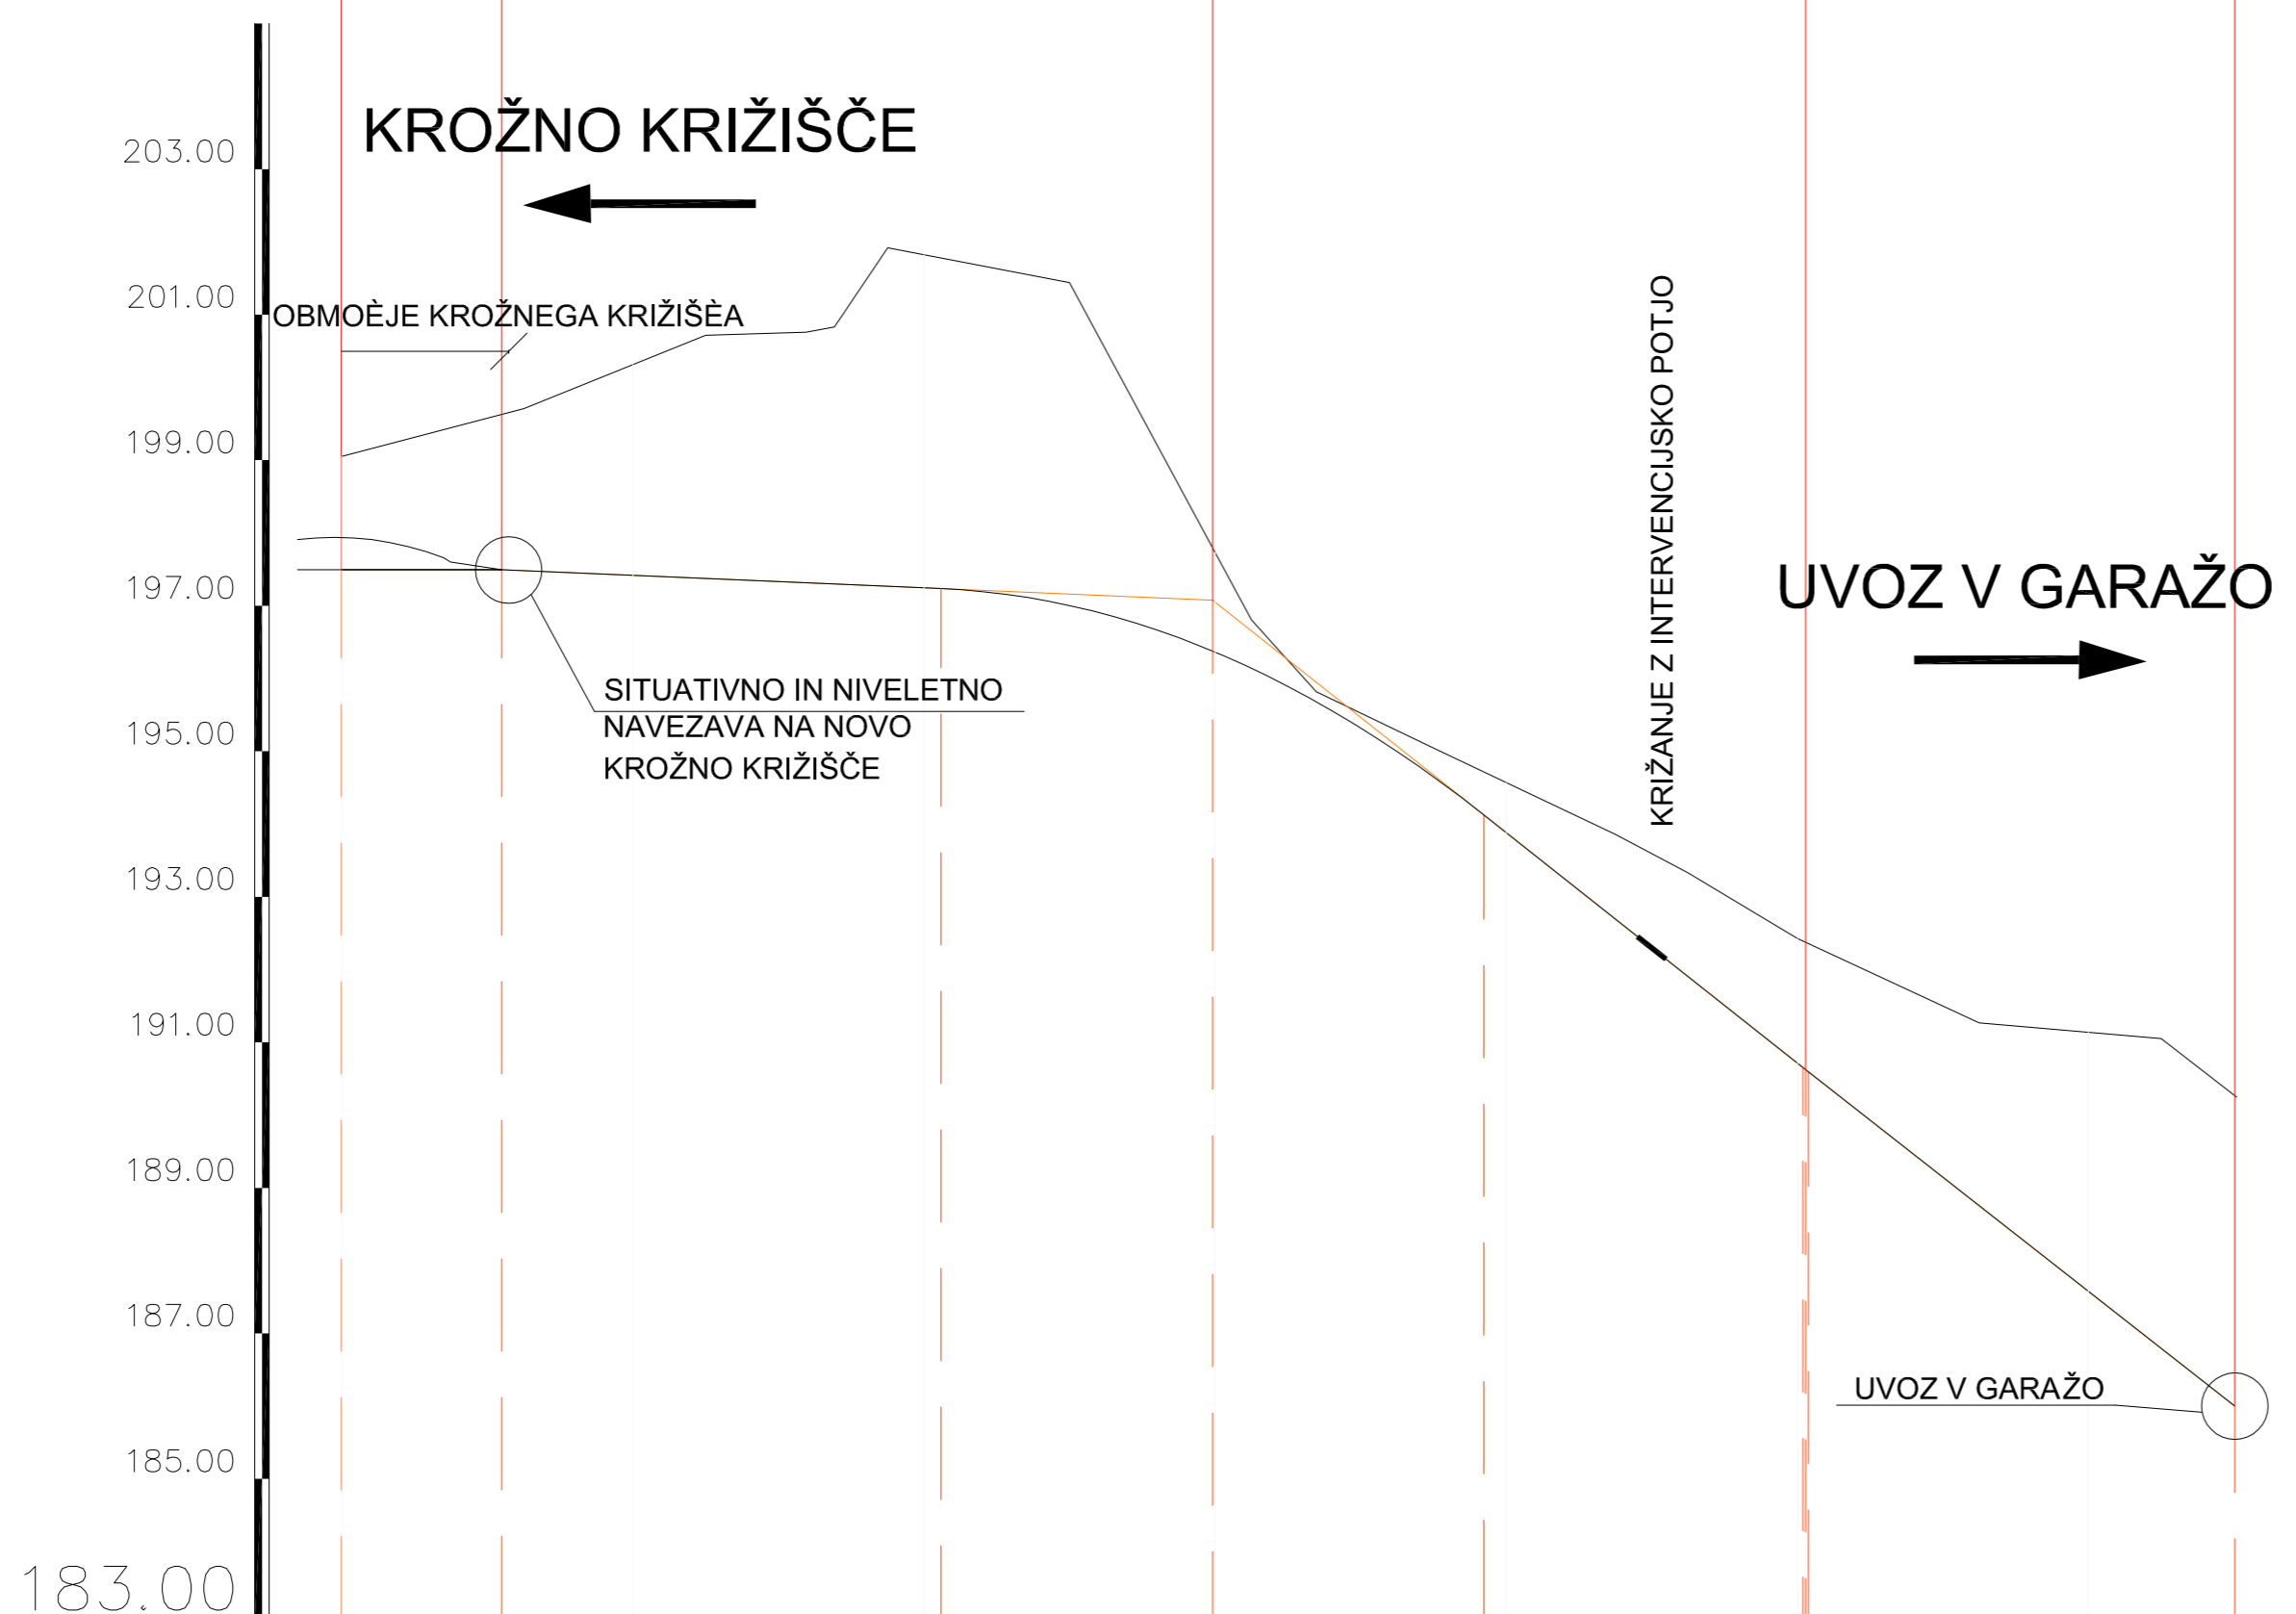 KROŽNO KRIŽIŠČE
203.00
201.00
OBMOÈJE KROŽNEGA KRIŽIŠÈA
199.00
KRIŽANJE Z INTERVENCIJSKO POTJO
197.00
UVOZ V GARAŽO
SITUATIVNO IN NIVELETNO
NAVEZAVA NA NOVO
KROŽNO KRIŽIŠČE
195.00
193.00
191.00
189.00
187.00
UVOZ V GARAŽO
185.00
183.00